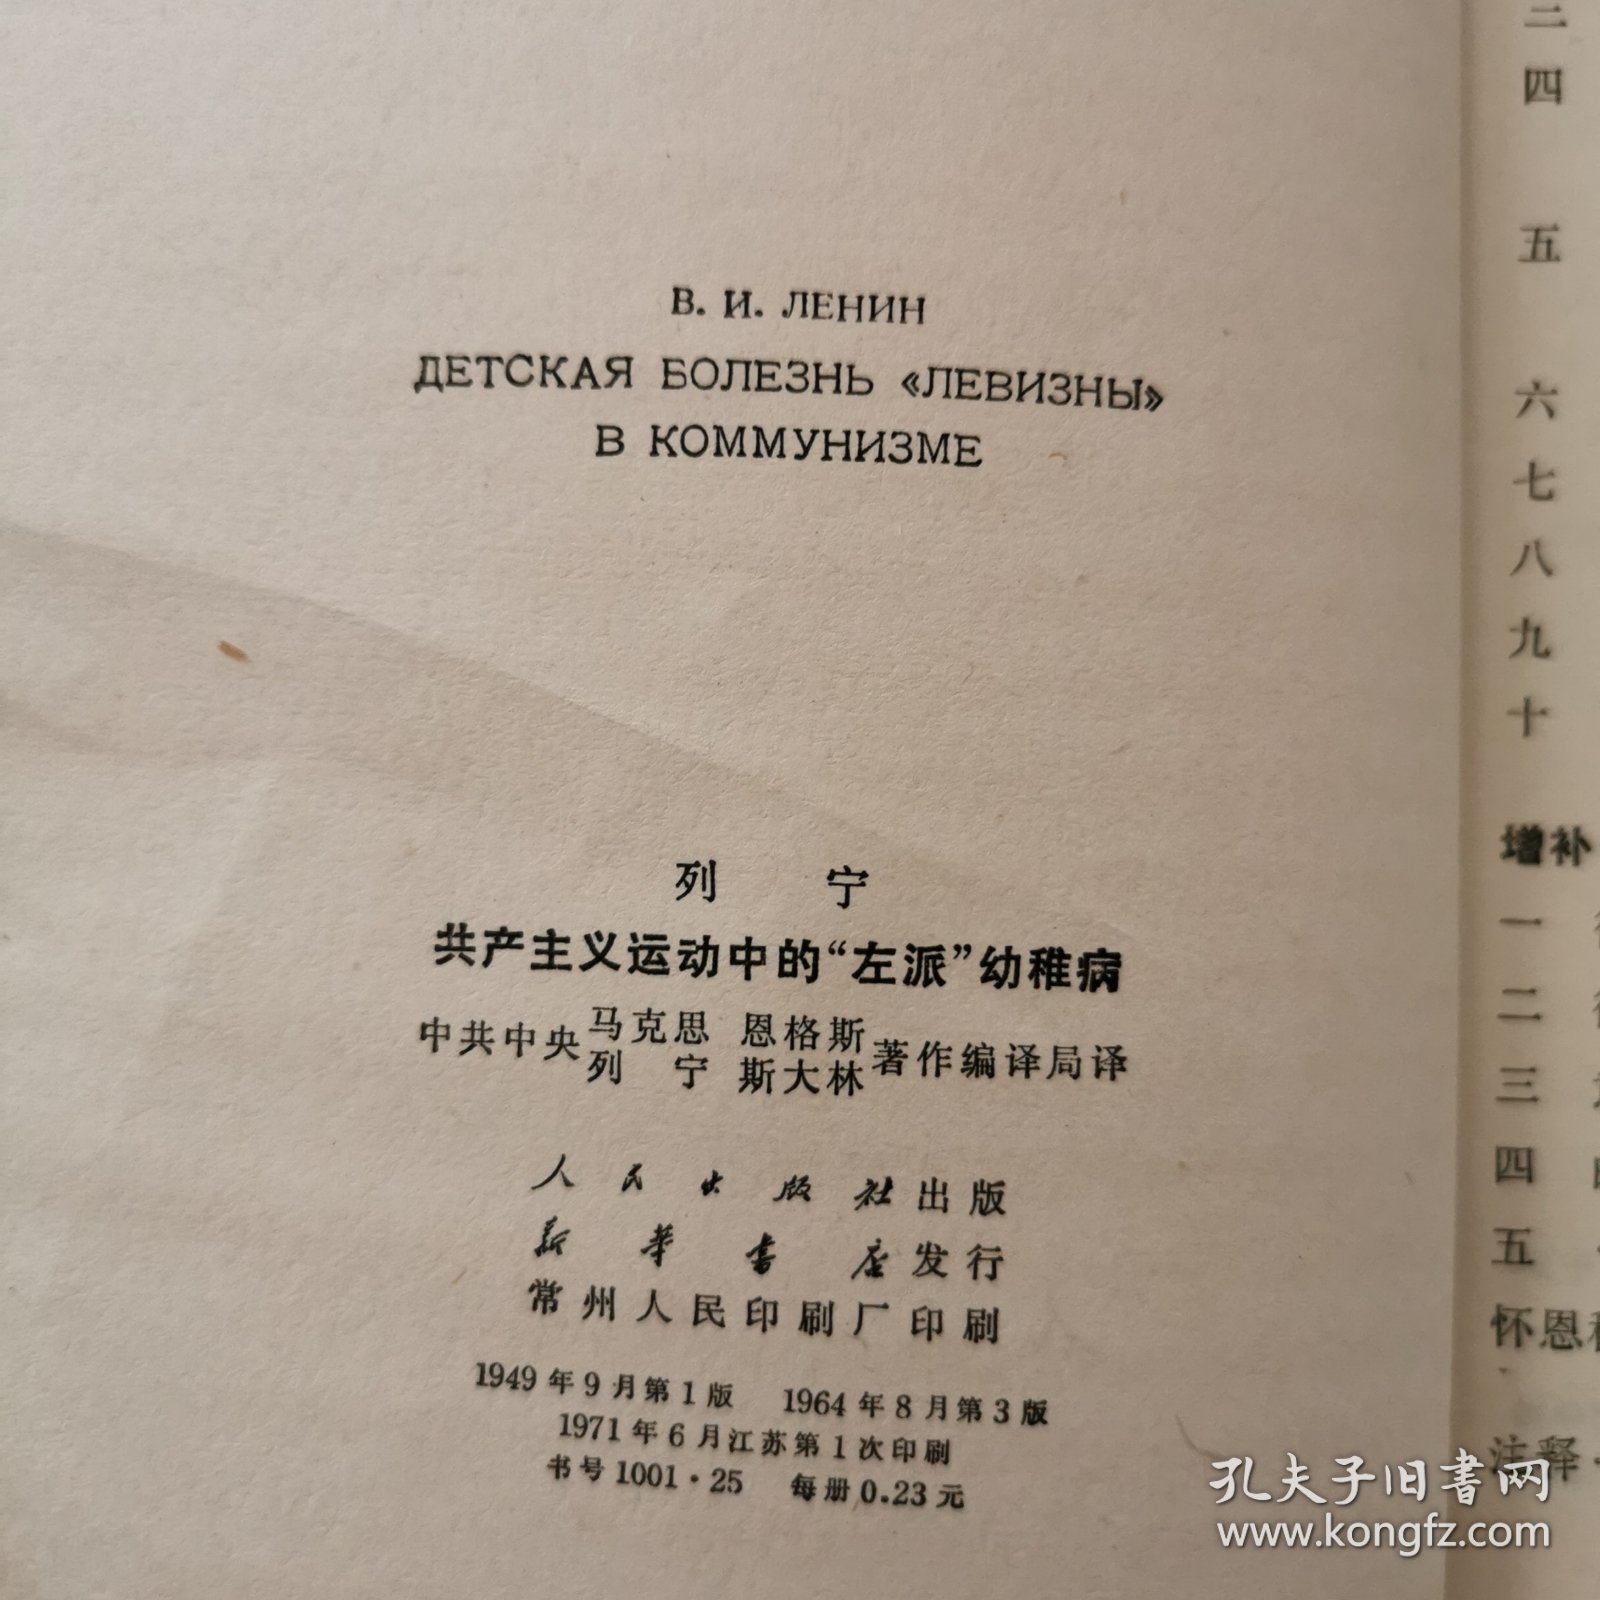 В. И. ЛЕНИН
ДЕТСКАЯ БОЛЕЗНЬ «ЛЕВИЗНЫ»
В КОММУНИЗМЕ
列 宁
共产主义运动中的“左派”幼稚病
中共中央 马克思 恩格斯 著作编译局译
列 宁 斯大林
人民出版社出版
新华书店发行
常州人民印刷厂印刷
1949年9月第1版 1964年8月第3版
1971年6月江苏第1次印刷
书号1001·25 每册0.23元
四
五
六
七
八
九
十
增补
一
二
三
四
五
怀恩
注释
孔夫子旧书网
www.kongfz.com